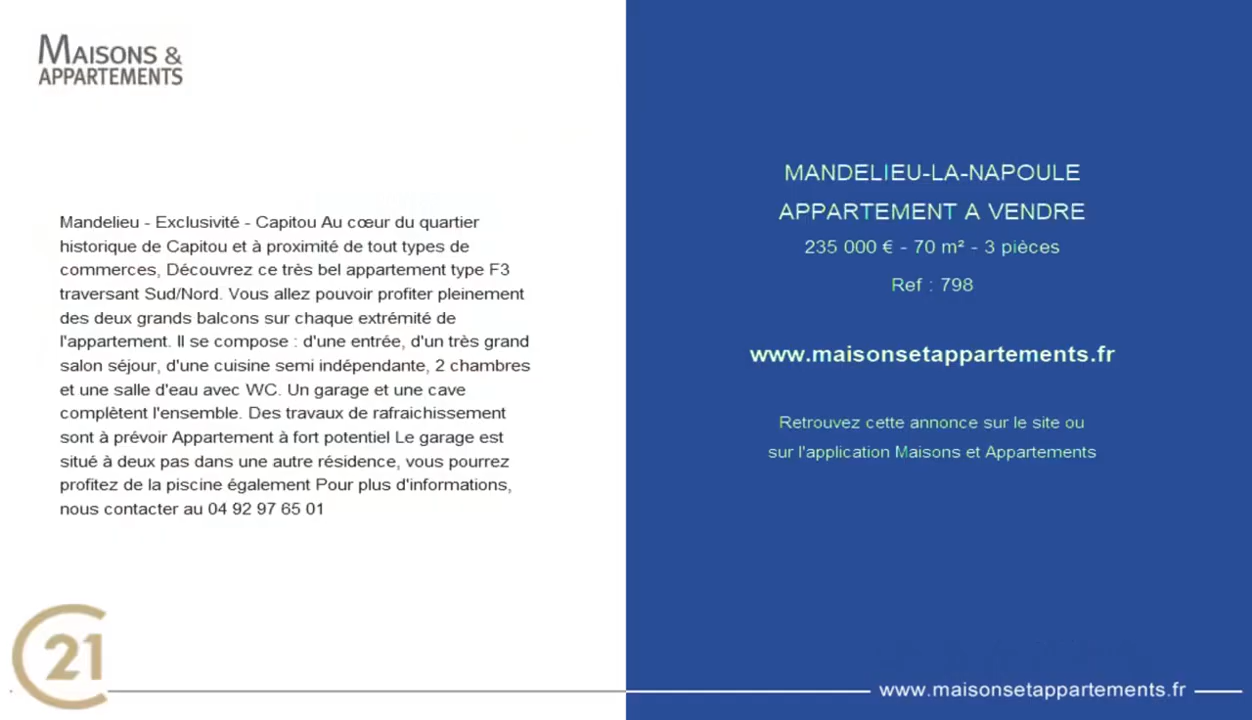 MAISONS &
APPARTEMENTS
Mandelieu - Exclusivité - Capitou Au cœur du quartier
historique de Capitou et à proximité de tout types de
commerces, Découvrez ce très bel appartement type F3
traversant Sud/Nord. Vous allez pouvoir profiter pleinement
des deux grands balcons sur chaque extrémité de
l'appartement. Il se compose : d'une entrée, d'un très grand
salon séjour, d'une cuisine semi indépendante, 2 chambres
et une salle d'eau avec WC. Un garage et une cave
complètent l'ensemble. Des travaux de rafraichissement
sont à prévoir Appartement à fort potentiel Le garage est
situé à deux pas dans une autre résidence, vous pourrez
profitez de la piscine également Pour plus d'informations,
nous contacter au 04 92 97 65 01
C21
MANDELIEU-LA-NAPOULE
APPARTEMENT A VENDRE
235 000 € - 70 m² - 3 pièces
Ref : 798
www.maisonsetappartements.fr
Retrouvez cette annonce sur le site ou
sur l'application Maisons et Appartements
www.maisonsetappartements.fr